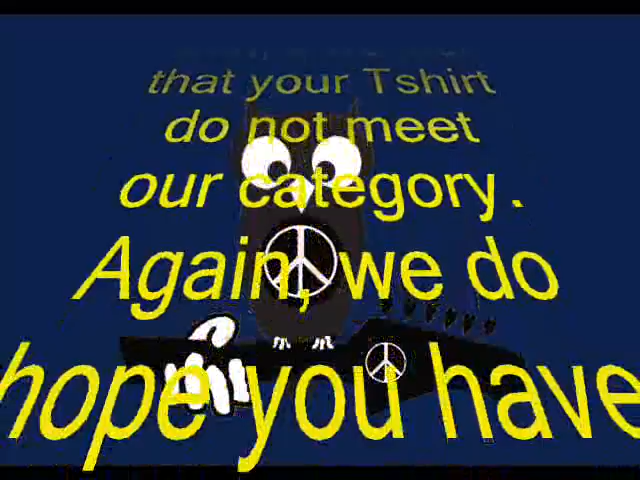 that your Tshirt
do not meet
our category.
Again, we do
hope you have